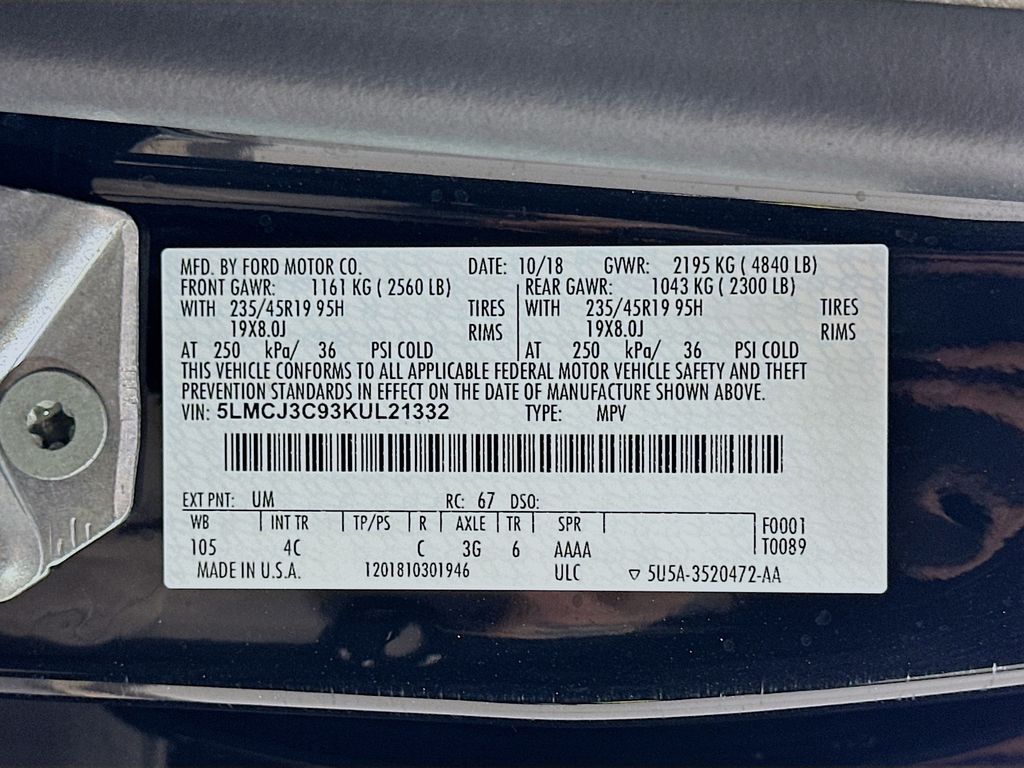 MFD. BY FORD MOTOR CO. DATE: 10/18 GVWR: 2195 KG ( 4840 LB)
FRONT GAWR: 1161 KG ( 2560 LB) REAR GAWR: 1043 KG ( 2300 LB)
WITH 235/45R19 95H TIRES WITH 235/45R19 95H TIRES
19X8.0J RIMS 19X8.0J RIMS
AT 250 kPa/ 36 PSI COLD AT 250 kPa/ 36 PSI COLD
THIS VEHICLE CONFORMS TO ALL APPLICABLE FEDERAL MOTOR VEHICLE SAFETY AND THEFT
PREVENTION STANDARDS IN EFFECT ON THE DATE OF MANUFACTURE SHOWN ABOVE.
VIN: 5LMCJ3C93KUL21332 TYPE: MPV
EXT PNT: UM RC: 67 DSO:
WB INT TR TP/PS R AXLE TR SPR F0001
105 4C C 3G 6 AAAA T0089
MADE IN U.S.A. 1201810301946 ULC ▽ 5U5A-3520472-AA